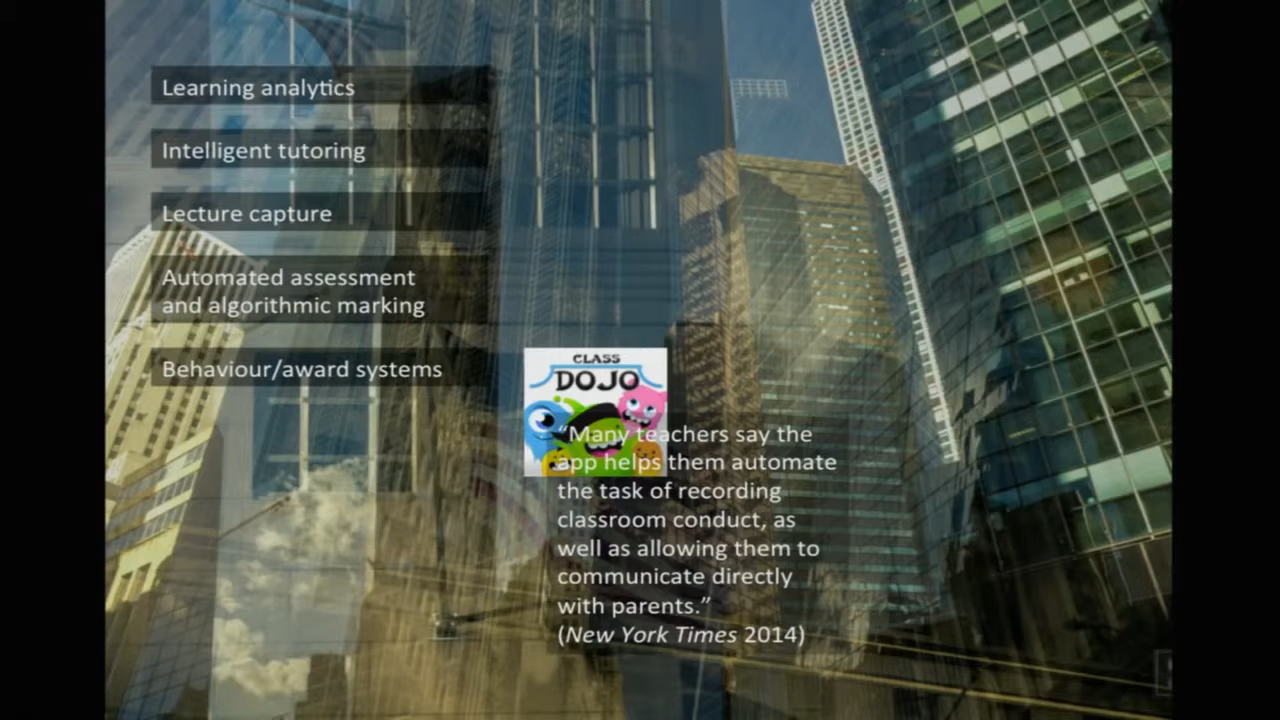 Learning analytics
Intelligent tutoring
Lecture capture
Automated assessment
and algorithmic marking
Behaviour/award systems
CLASS
DOJO
“Many teachers say the
app helps them automate
the task of recording
classroom conduct, as
well as allowing them to
communicate directly
with parents.”
(New York Times 2014)